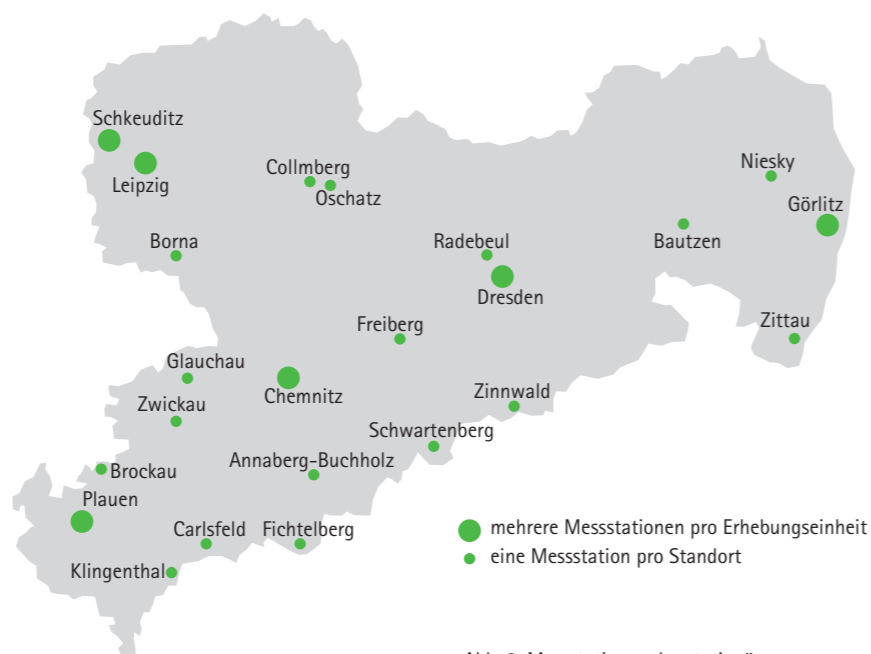 Schkeuditz
Leipzig
Collmberg
Oschatz
Niesky
Görlitz
Borna
Radebeul
Bautzen
Dresden
Freiberg
Zittau
Glauchau
Chemnitz
Zwickau
Zinnwald
Schwartenberg
Annaberg-Buchholz
Brockau
Plauen
Carlsfeld
Fichtelberg
Klingenthal
mehrere Messstationen pro Erhebungseinheit
eine Messstation pro Standort